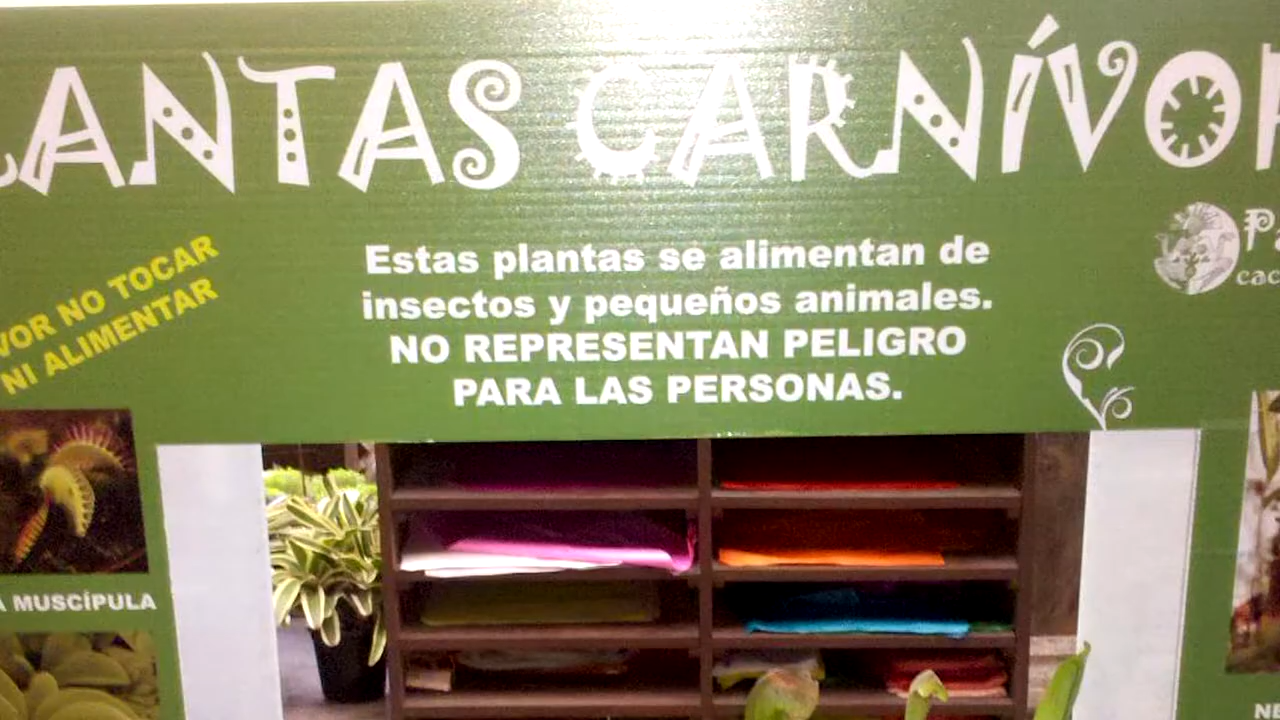 LANTAS CARNÍVOR
VOR NO TOCAR
NI ALIMENTAR
Estas plantas se alimentan de
insectos y pequeños animales.
NO REPRESENTAN PELIGRO
PARA LAS PERSONAS.
A MUSCÍPULA